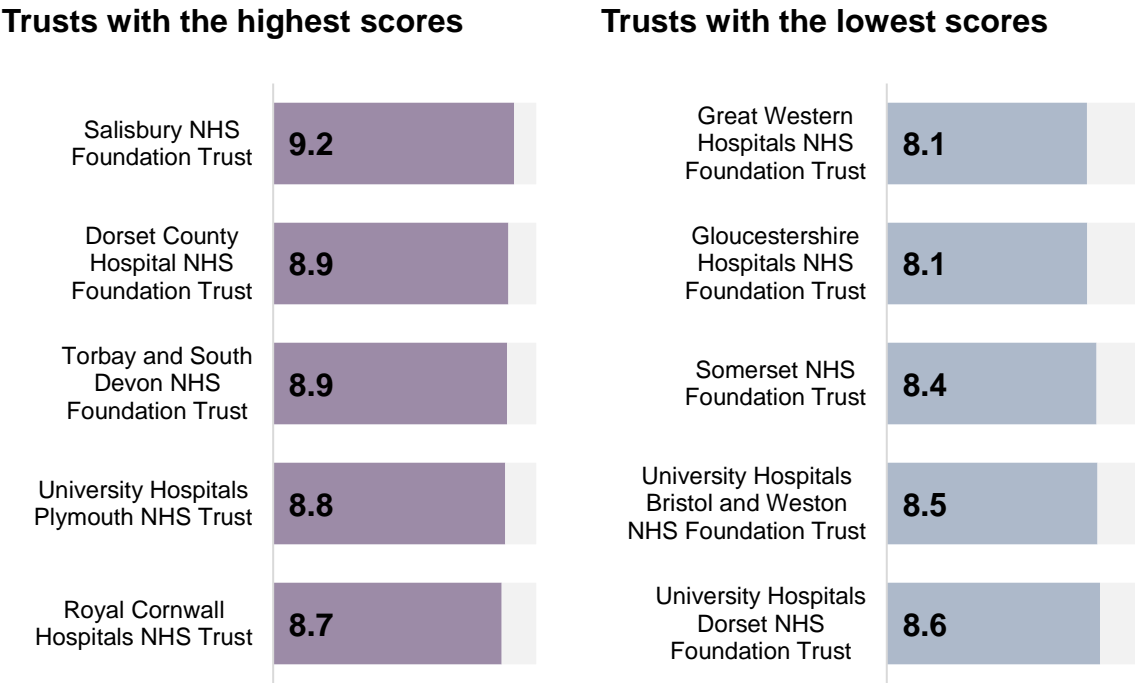 Trusts with the highest scores
Salisbury NHS
Foundation Trust
9.2
Dorset County
Hospital NHS
Foundation Trust
8.9
Torbay and South
Devon NHS
Foundation Trust
8.9
University Hospitals
Plymouth NHS Trust
8.8
Royal Cornwall
Hospitals NHS Trust
8.7
Trusts with the lowest scores
Great Western
Hospitals NHS
Foundation Trust
8.1
Gloucestershire
Hospitals NHS
Foundation Trust
8.1
Somerset NHS
Foundation Trust
8.4
University Hospitals
Bristol and Weston
NHS Foundation Trust
8.5
University Hospitals
Dorset NHS
Foundation Trust
8.6